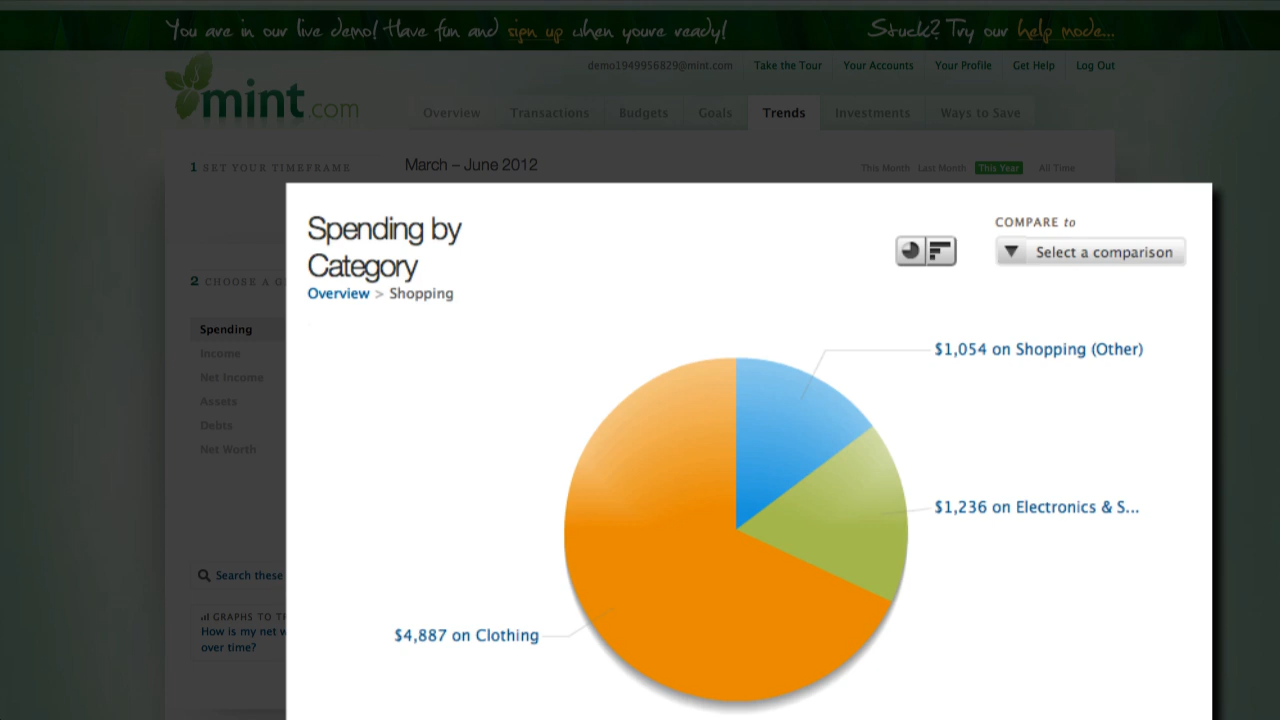 You are in our live demo! Have fun and sign up when youre ready!
Stuck? Try our help mode...
demo1949956829@mint.com Take the Tour Your Accounts Your Profile Get Help Log Out
mint.com
Overview Transactions Budgets Goals Trends Investments Ways to Save
1 SET YOUR TIMEFRAME
March – June 2012
This Month Last Month This Year All Time
Spending by
Category
Overview > Shopping
COMPARE to
Select a comparison
2 CHOOSE A
Spending
Income
Net Income
Assets
Debts
Net Worth
$1,054 on Shopping (Other)
$1,236 on Electronics & S...
$4,887 on Clothing
Search these
GRAPHS TO
How is my net
over time?